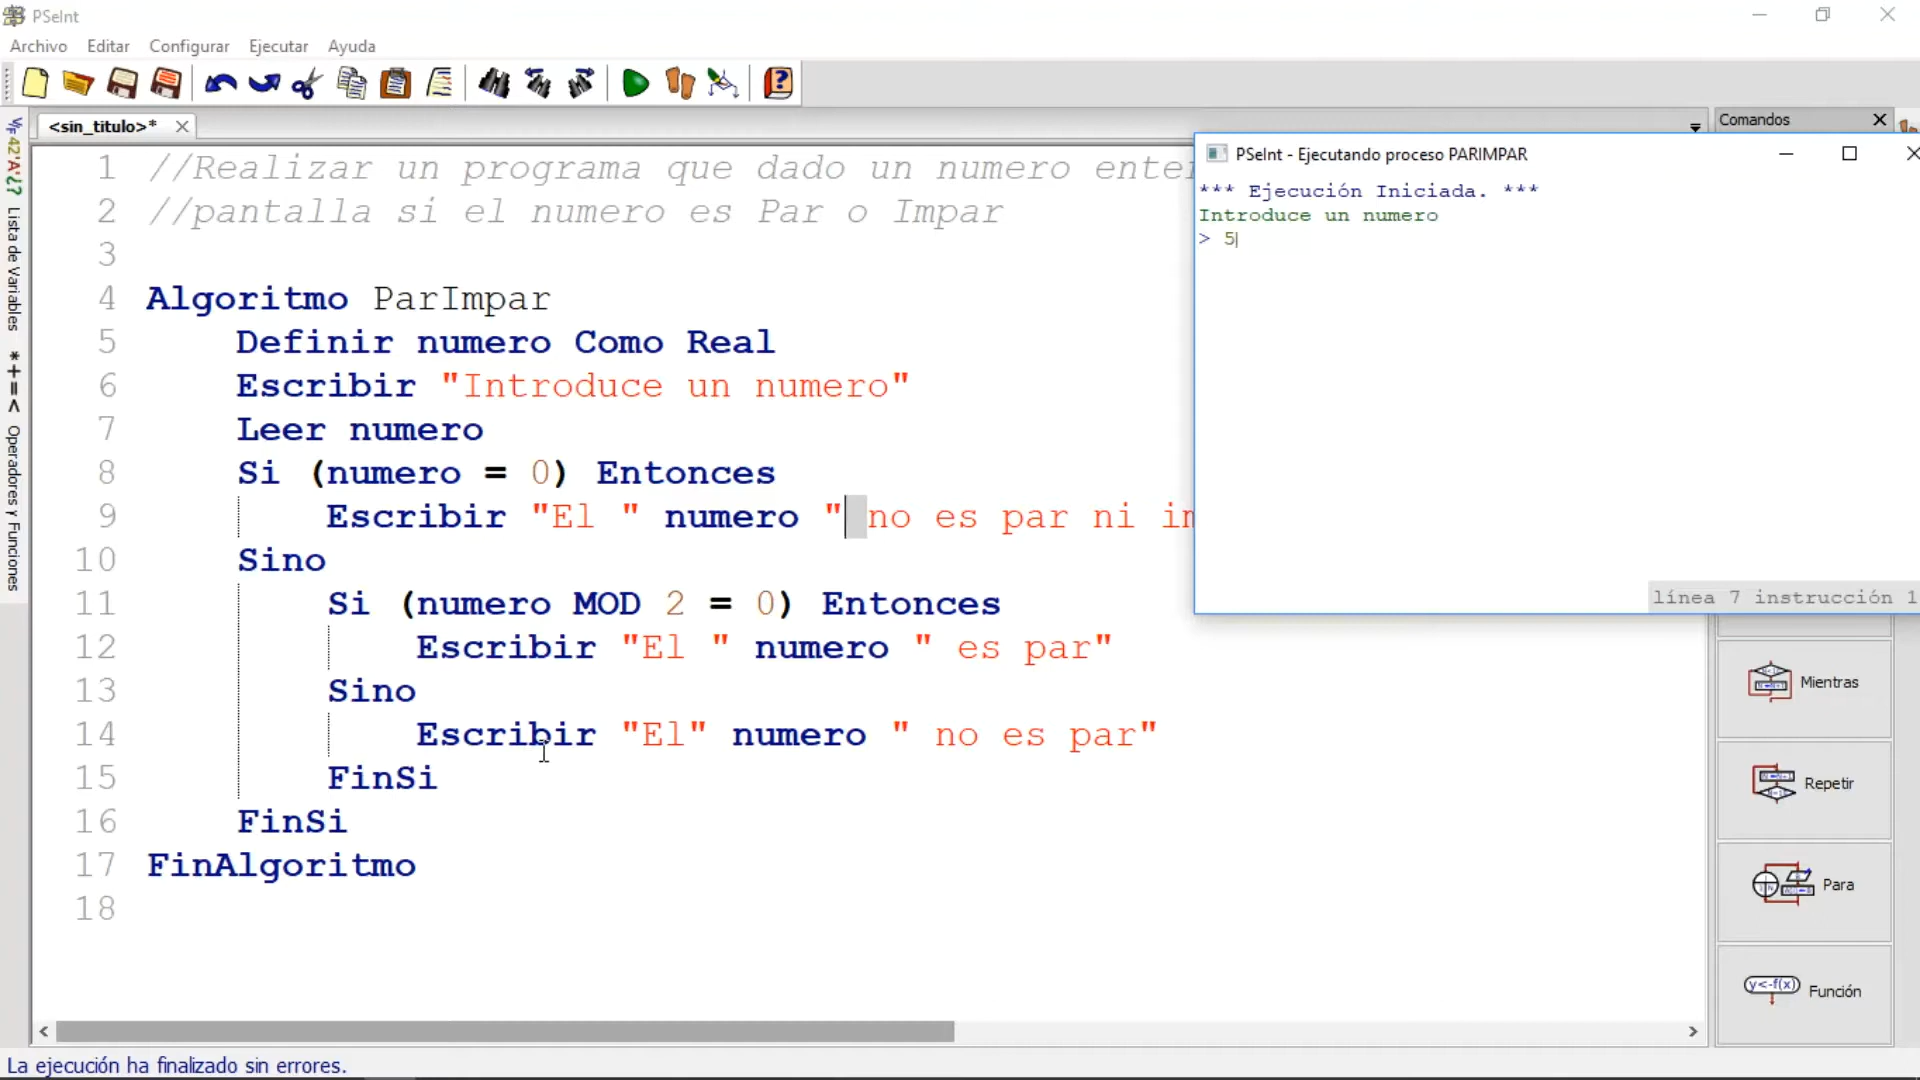 PSeInt
Archivo Editar Configurar Ejecutar Ayuda
<sin_titulo>*
Comandos
Lista de Variables
*+=<
Operadores y Funciones
1 //Realizar un programa que dado un numero
2 //pantalla si el numero es Par o Impar
3
4 Algoritmo ParImpar
5 Definir numero Como Real
6 Escribir "Introduce un numero"
7 Leer numero
8 Si (numero = 0) Entonces
9 Escribir "El " numero " no es par ni
10 Sino
11 Si (numero MOD 2 = 0) Entonces
12 Escribir "El " numero " es par"
13 Sino
14 Escribir "El" numero " no es par"
15 FinSi
16 FinSi
17 FinAlgoritmo
18
PSeInt - Ejecutando proceso PARIMPAR
*** Ejecución Iniciada. ***
Introduce un numero
> 5
línea 7 instrucción 1
Mientras
Repetir
Para
y<-f(x) Función
La ejecución ha finalizado sin errores.